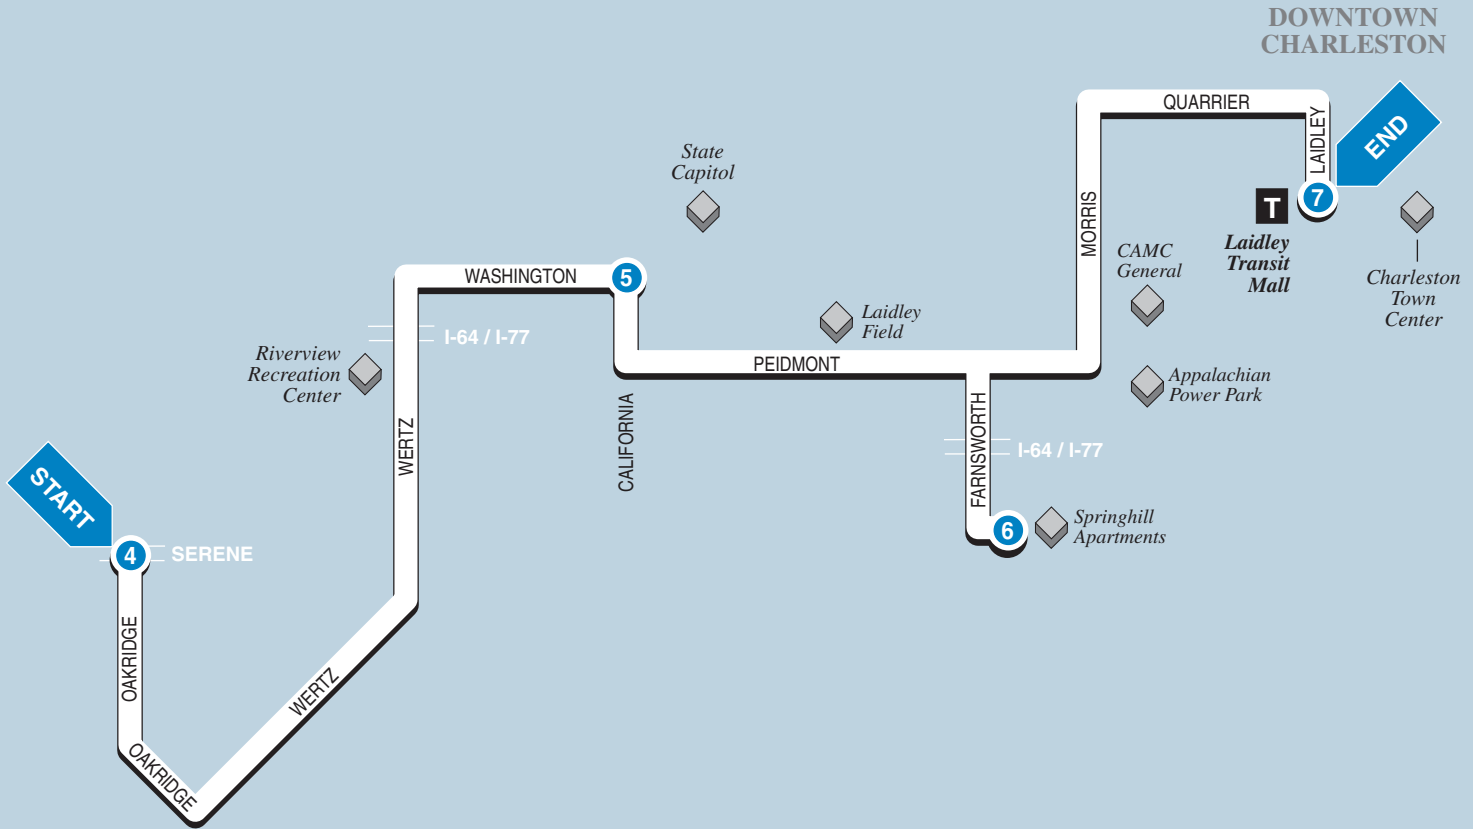 DOWNTOWN
CHARLESTON
QUARRIER
LAIDLEY
END
7
T
Laidley
Transit
Mall
Charleston
Town
Center
State
Capitol
MORRIS
CAMC
General
WASHINGTON
5
I-64 / I-77
Laidley
Field
Riverview
Recreation
Center
PEIDMONT
Appalachian
Power Park
WERTZ
CALIFORNIA
FARNSWORTH
I-64 / I-77
START
6
Springhill
Apartments
4
SERENE
OAKRIDGE
WERTZ
OAKRIDGE